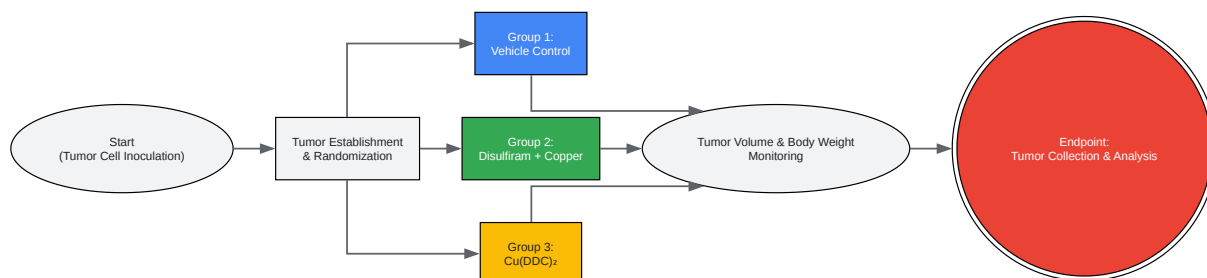 Start
(Tumor Cell Inoculation)
Tumor Establishment
& Randomization
Group 1:
Vehicle Control
Group 2:
Disulfiram + Copper
Group 3:
Cu(DDC)₂
Tumor Volume & Body Weight
Monitoring
Endpoint:
Tumor Collection & Analysis